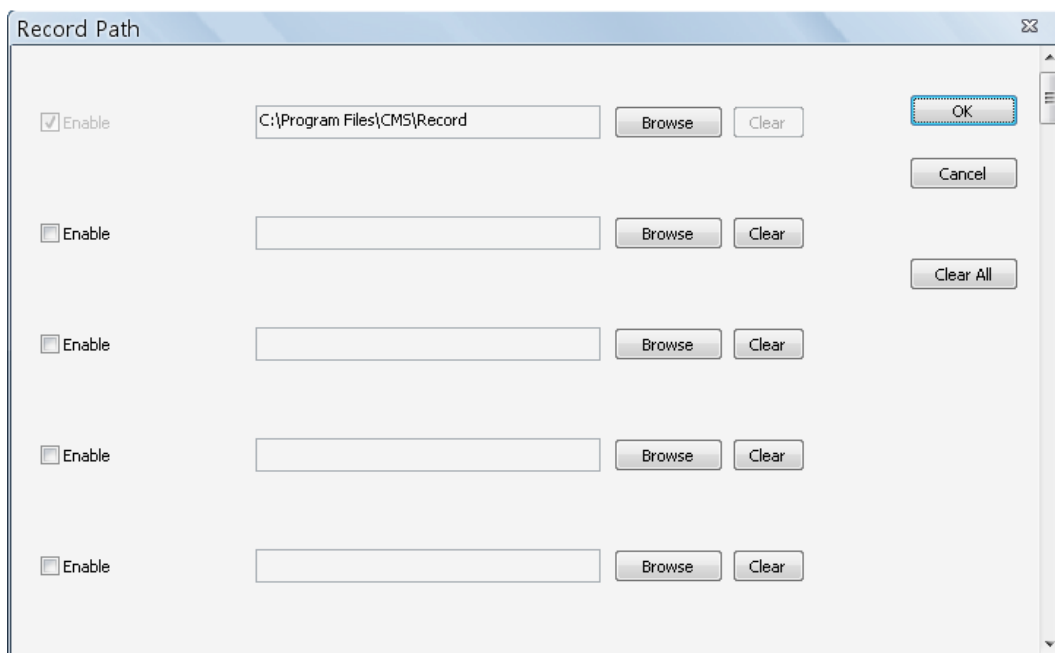 Record Path
Enable C:\Program Files\CMS\Record Browse Clear OK
Cancel
Enable Browse Clear
Clear All
Enable Browse Clear
Enable Browse Clear
Enable Browse Clear